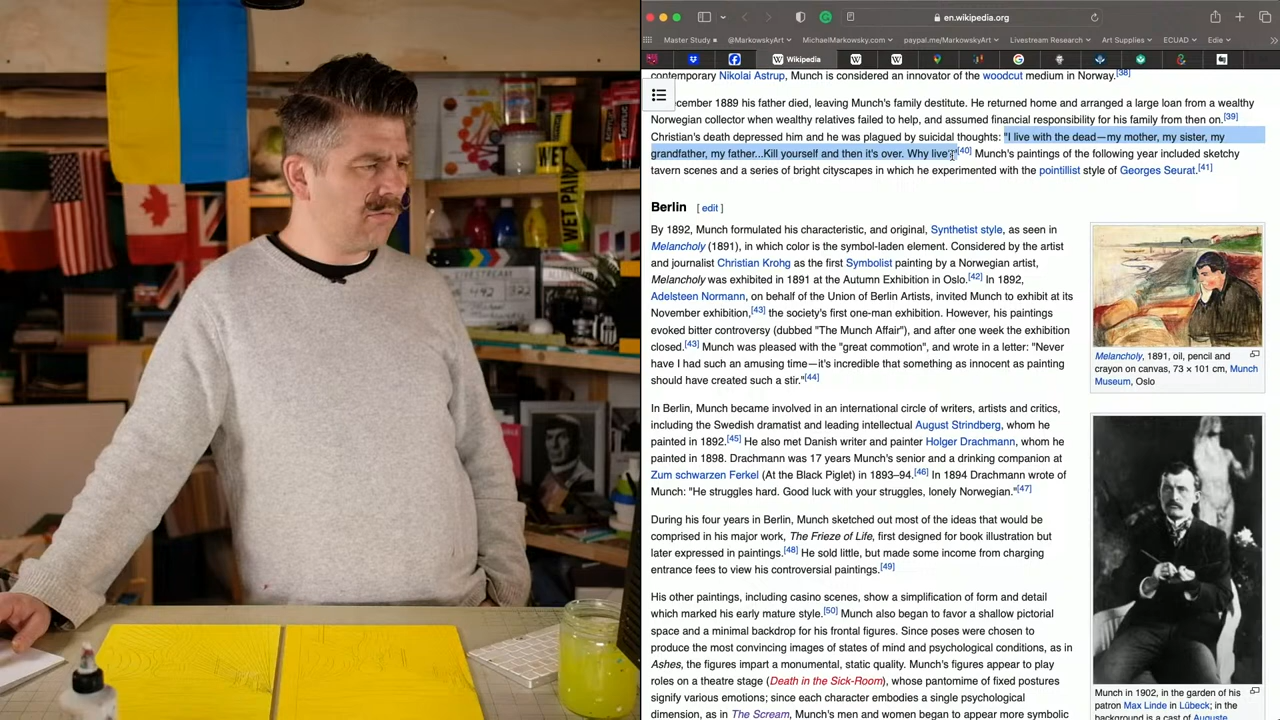 en.wikipedia.org
Master Study
@MarkowskyArt
MichaelMarkowsky.com
paypal.me/MarkowskyArt
Livestream Research
Art Supplies
ECUAD
Edie
Wikipedia
contemporary Nikolai Astrup, Munch is considered an innovator of the woodcut medium in Norway.[38]
ecember 1889 his father died, leaving Munch's family destitute. He returned home and arranged a large loan from a wealthy
Norwegian collector when wealthy relatives failed to help, and assumed financial responsibility for his family from then on.[39]
Christian's death depressed him and he was plagued by suicidal thoughts: "I live with the dead—my mother, my sister, my
grandfather, my father...Kill yourself and then it's over. Why live?"[40] Munch's paintings of the following year included sketchy
tavern scenes and a series of bright cityscapes in which he experimented with the pointillist style of Georges Seurat.[41]
Berlin [ edit ]
By 1892, Munch formulated his characteristic, and original, Synthetist style, as seen in
Melancholy (1891), in which color is the symbol-laden element. Considered by the artist
and journalist Christian Krohg as the first Symbolist painting by a Norwegian artist,
Melancholy was exhibited in 1891 at the Autumn Exhibition in Oslo.[42] In 1892,
Adelsteen Normann, on behalf of the Union of Berlin Artists, invited Munch to exhibit at its
November exhibition,[43] the society's first one-man exhibition. However, his paintings
evoked bitter controversy (dubbed "The Munch Affair"), and after one week the exhibition
closed.[43] Munch was pleased with the "great commotion", and wrote in a letter: "Never
have I had such an amusing time—it's incredible that something as innocent as painting
should have created such a stir."[44]
In Berlin, Munch became involved in an international circle of writers, artists and critics,
including the Swedish dramatist and leading intellectual August Strindberg, whom he
painted in 1892.[45] He also met Danish writer and painter Holger Drachmann, whom he
painted in 1898. Drachmann was 17 years Munch's senior and a drinking companion at
Zum schwarzen Ferkel (At the Black Piglet) in 1893–94.[46] In 1894 Drachmann wrote of
Munch: "He struggles hard. Good luck with your struggles, lonely Norwegian."[47]
During his four years in Berlin, Munch sketched out most of the ideas that would be
comprised in his major work, The Frieze of Life, first designed for book illustration but
later expressed in paintings.[48] He sold little, but made some income from charging
entrance fees to view his controversial paintings.[49]
His other paintings, including casino scenes, show a simplification of form and detail
which marked his early mature style.[50] Munch also began to favor a shallow pictorial
space and a minimal backdrop for his frontal figures. Since poses were chosen to
produce the most convincing images of states of mind and psychological conditions, as in
Ashes, the figures impart a monumental, static quality. Munch's figures appear to play
roles on a theatre stage (Death in the Sick-Room), whose pantomime of fixed postures
signify various emotions; since each character embodies a single psychological
dimension, as in The Scream, Munch's men and women began to appear more symbolic
Melancholy, 1891, oil, pencil and
crayon on canvas, 73 × 101 cm, Munch
Museum, Oslo
Munch in 1902, in the garden of his
patron Max Linde in Lübeck; in the
background is a cast of Auguste
WET PAINT
WET
LIVESTREAM
ACRYLIC